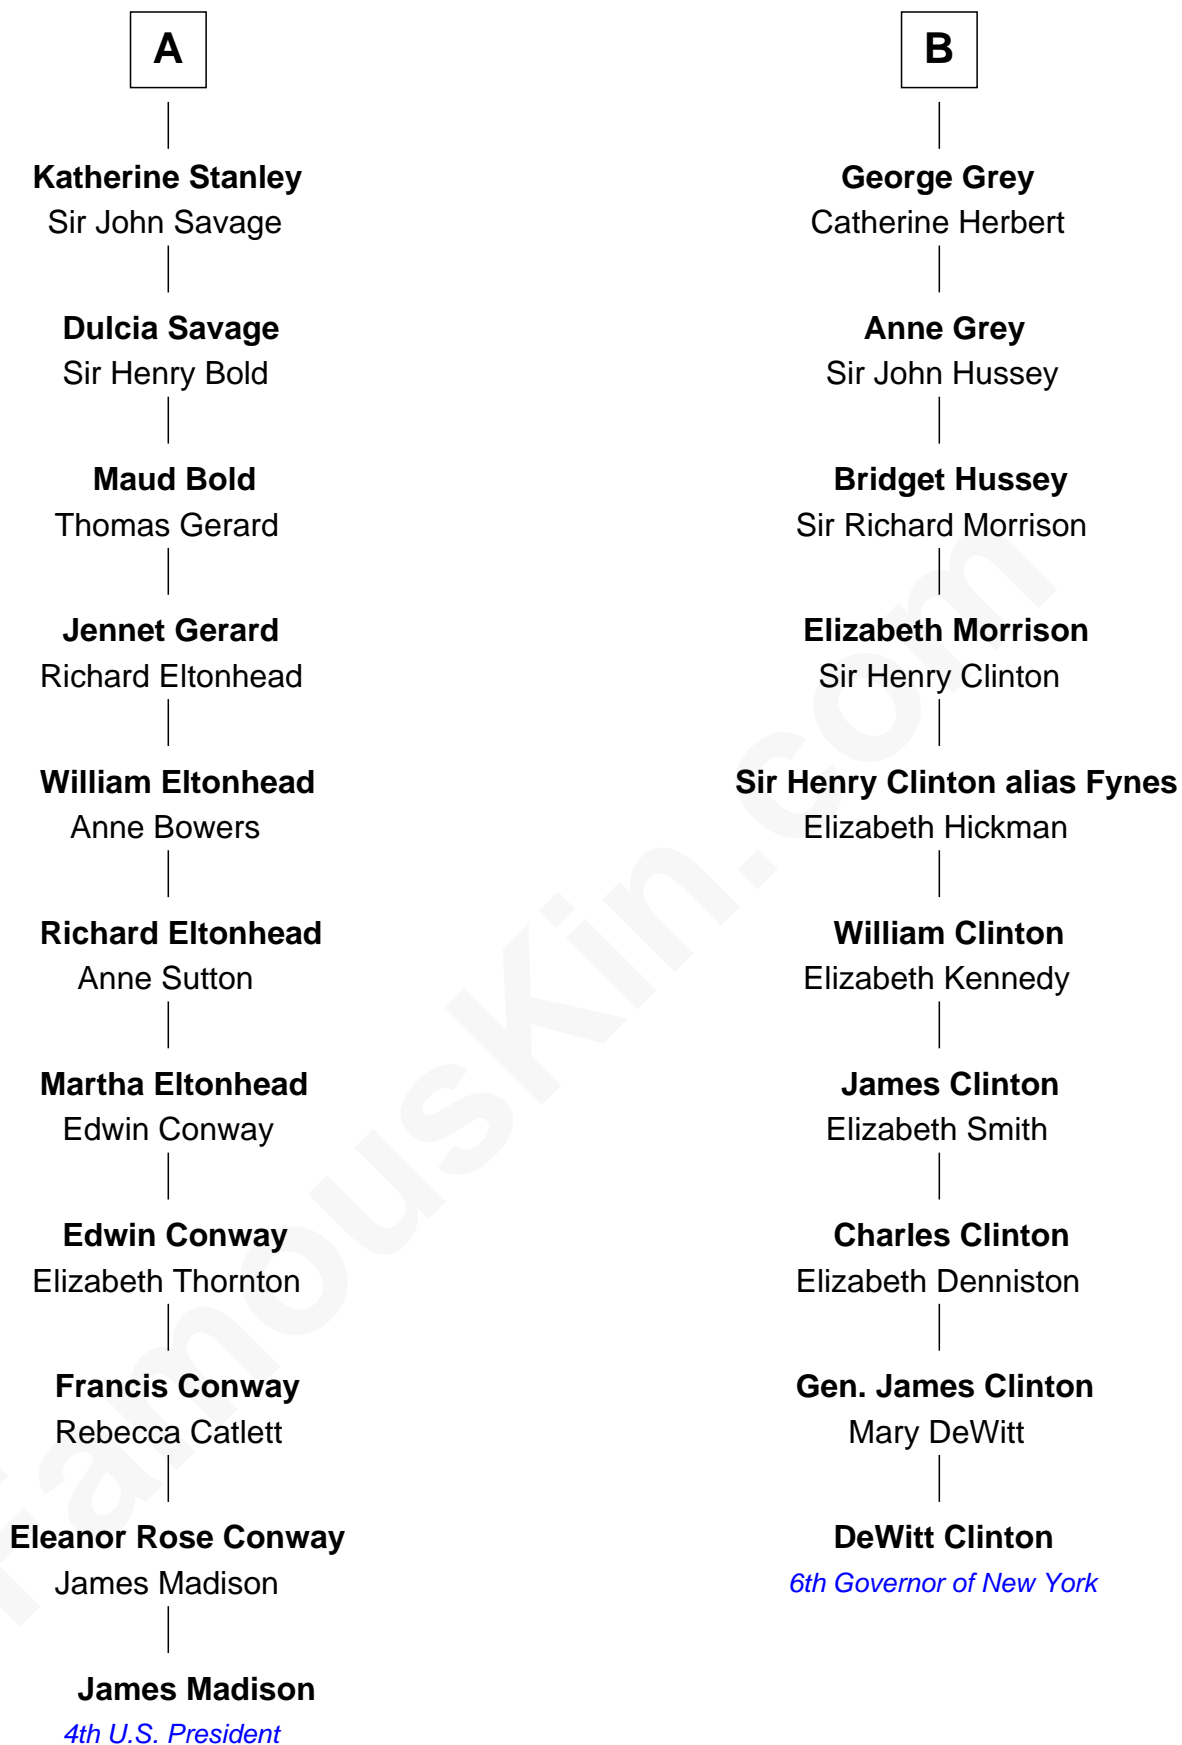 A
Katherine Stanley
Sir John Savage
Dulcia Savage
Sir Henry Bold
Maud Bold
Thomas Gerard
Jennet Gerard
Richard Eltonhead
William Eltonhead
Anne Bowers
Richard Eltonhead
Anne Sutton
Martha Eltonhead
Edwin Conway
Edwin Conway
Elizabeth Thornton
Francis Conway
Rebecca Catlett
Eleanor Rose Conway
James Madison
James Madison
4th U.S. President
B
George Grey
Catherine Herbert
Anne Grey
Sir John Hussey
Bridget Hussey
Sir Richard Morrison
Elizabeth Morrison
Sir Henry Clinton
Sir Henry Clinton alias Fynes
Elizabeth Hickman
William Clinton
Elizabeth Kennedy
James Clinton
Elizabeth Smith
Charles Clinton
Elizabeth Denniston
Gen. James Clinton
Mary DeWitt
DeWitt Clinton
6th Governor of New York
FamousKin.com